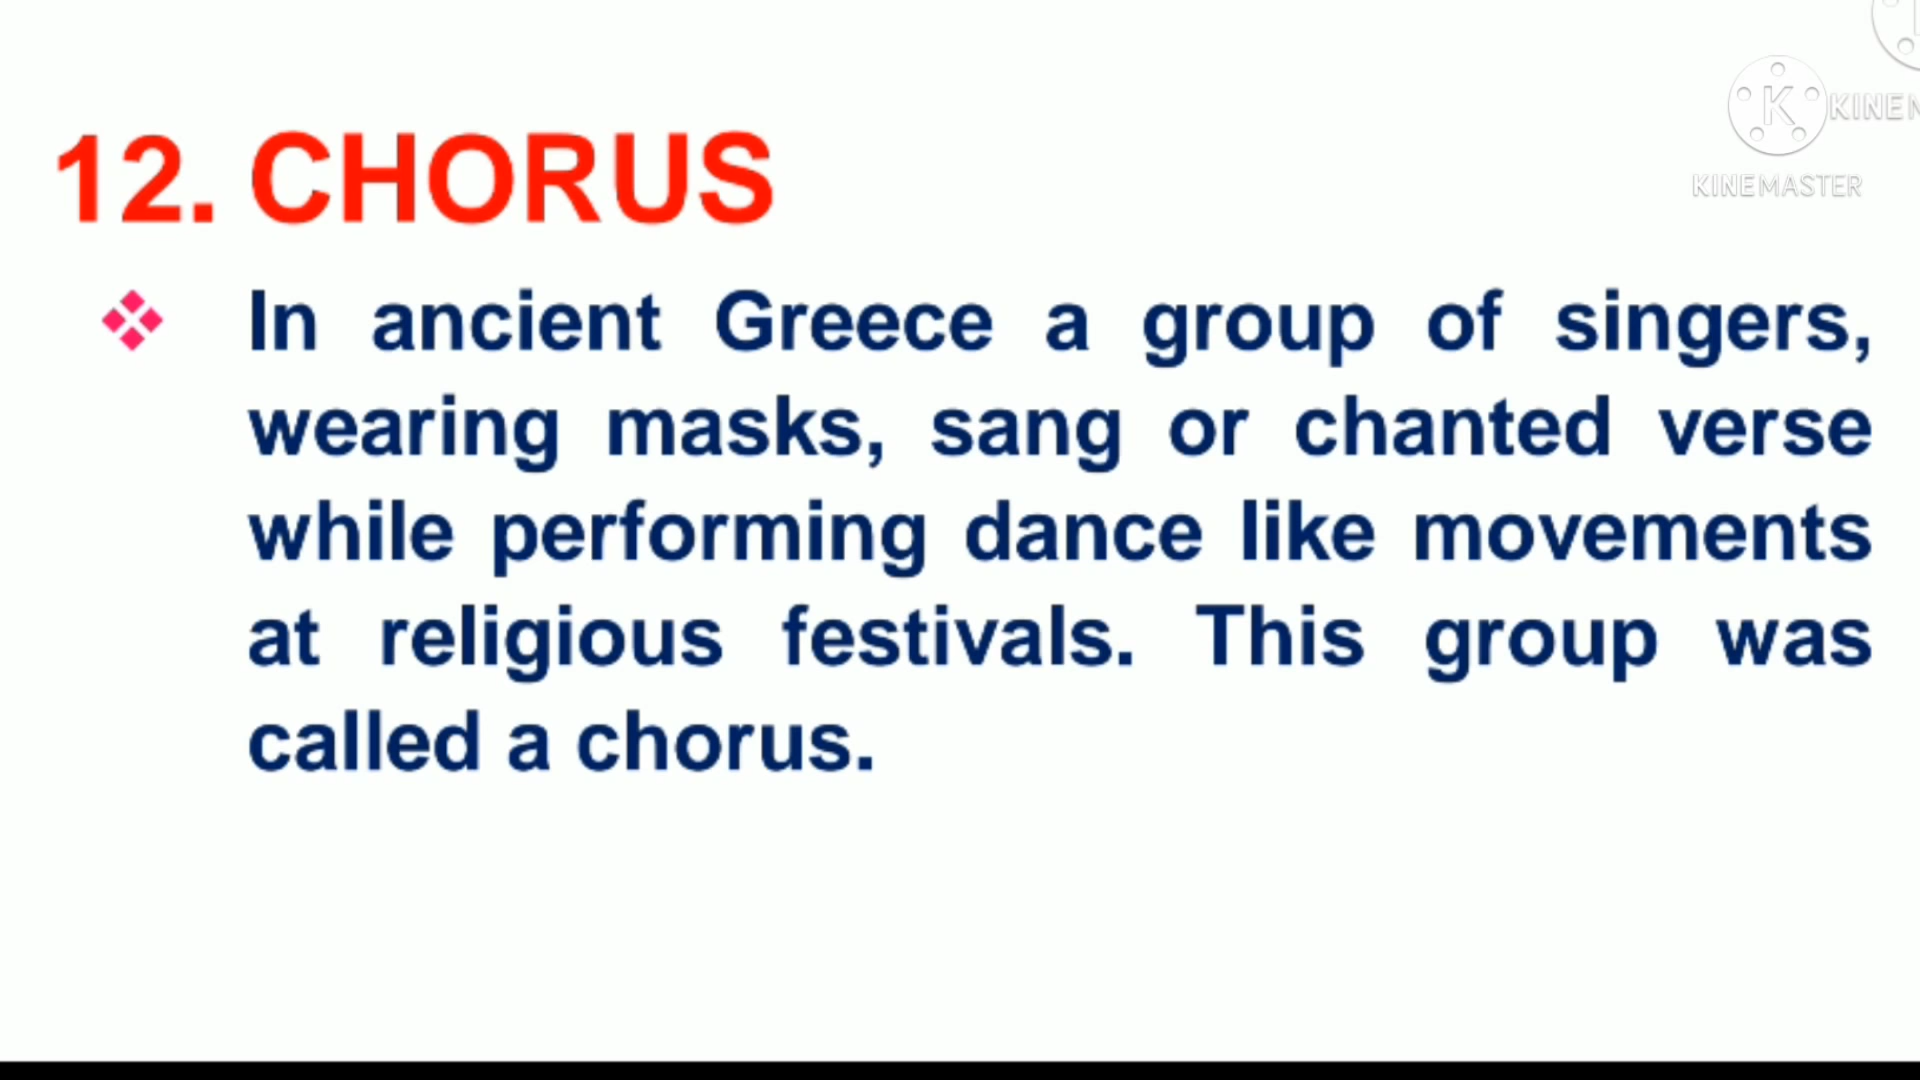 KINEM
KINEMASTER
12. CHORUS
In ancient Greece a group of singers,
wearing masks, sang or chanted verse
while performing dance like movements
at religious festivals. This group was
called a chorus.